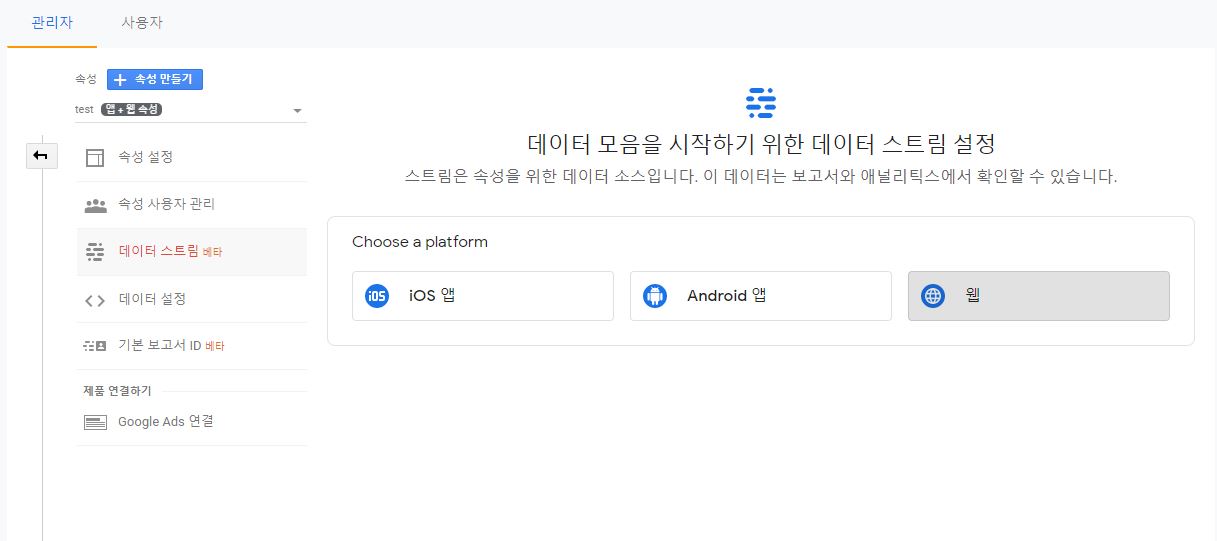 관리자 사용자
속성 속성 만들기
test 앱 + 웹 속성
속성 설정
속성 사용자 관리
데이터 스트림 베타
데이터 설정
기본 보고서 ID 베타
제품 연결하기
Google Ads 연결
데이터 모음을 시작하기 위한 데이터 스트림 설정
스트림은 속성을 위한 데이터 소스입니다. 이 데이터는 보고서와 애널리틱스에서 확인할 수 있습니다.
Choose a platform
iOS iOS 앱 Android 앱 웹